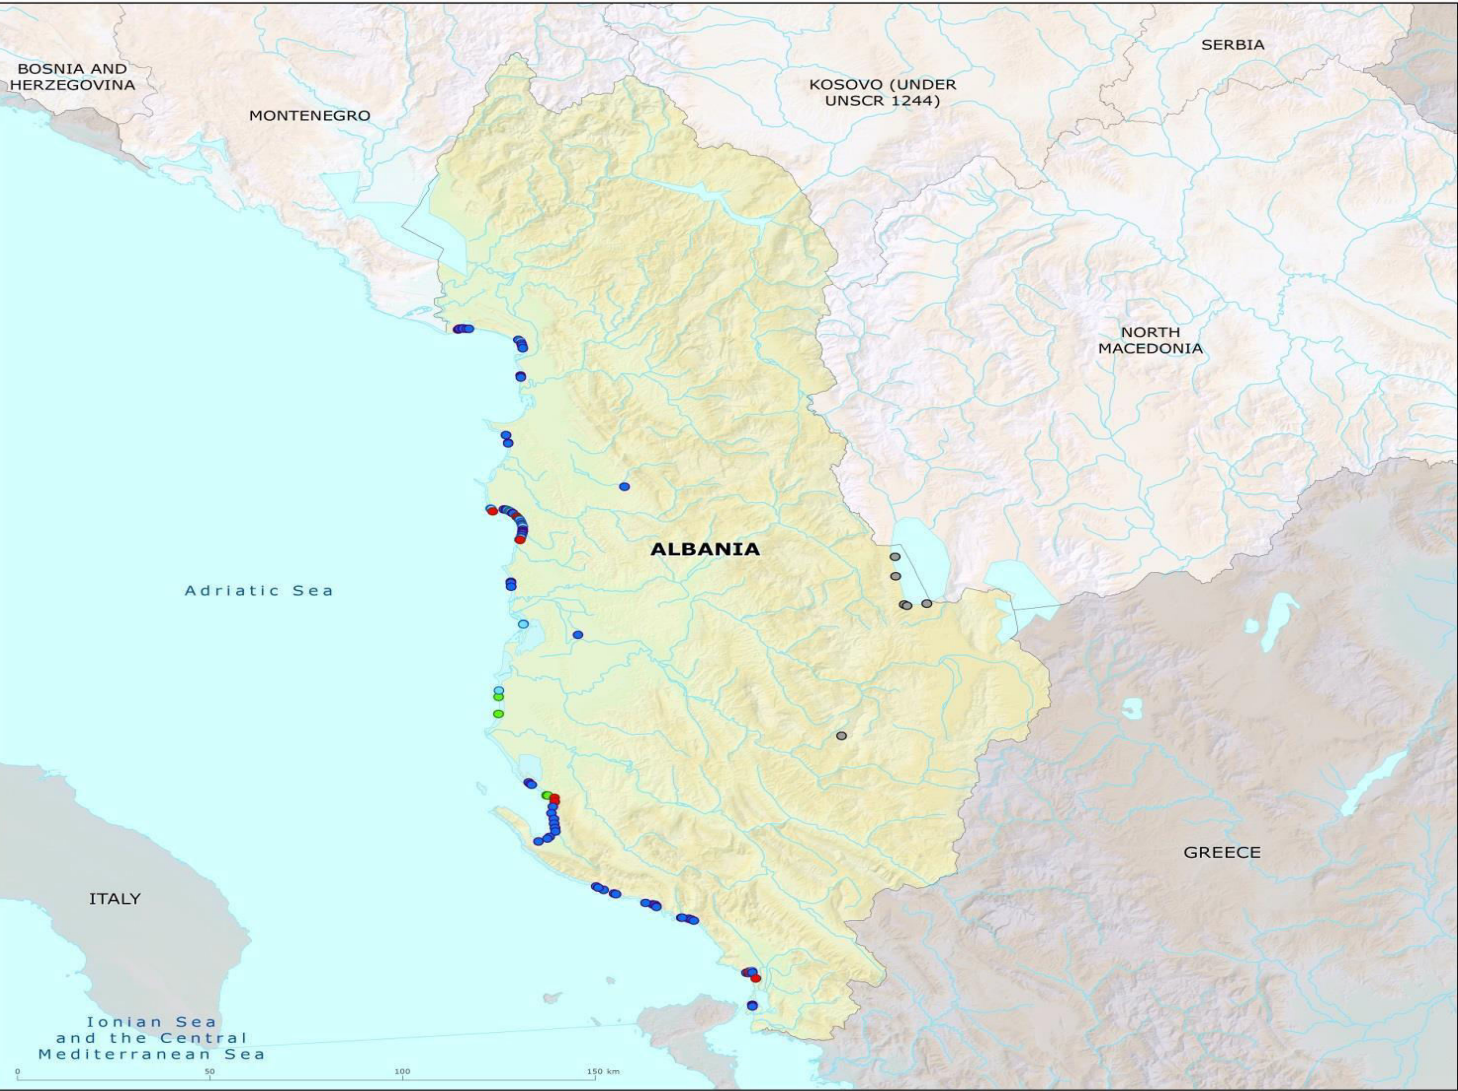 SERBIA
BOSNIA AND
HERZEGOVINA
KOSOVO (UNDER
UNSCR 1244)
MONTENEGRO
NORTH
MACEDONIA
ALBANIA
Adriatic Sea
GREECE
ITALY
Ionian Sea
and the Central
Mediterranean Sea
0 50 100 150 km